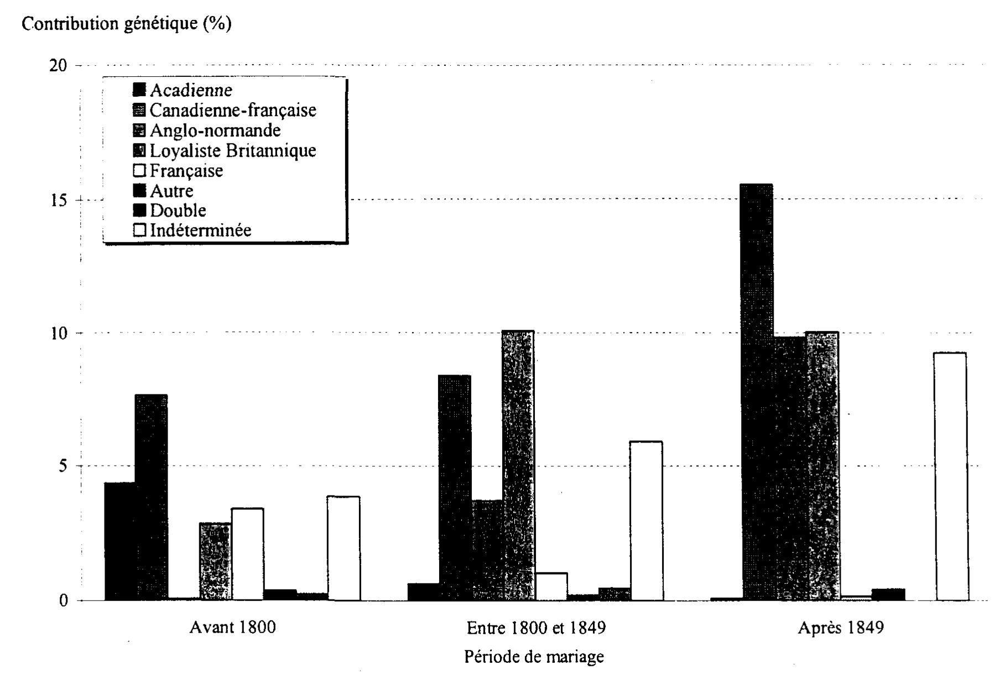 Contribution génétique (%)
20
15
10
5
0
Acadienne
Canadienne-française
Anglo-normande
Loyaliste Britannique
Française
Autre
Double
Indéterminée
Avant 1800
Entre 1800 et 1849
Après 1849
Période de mariage